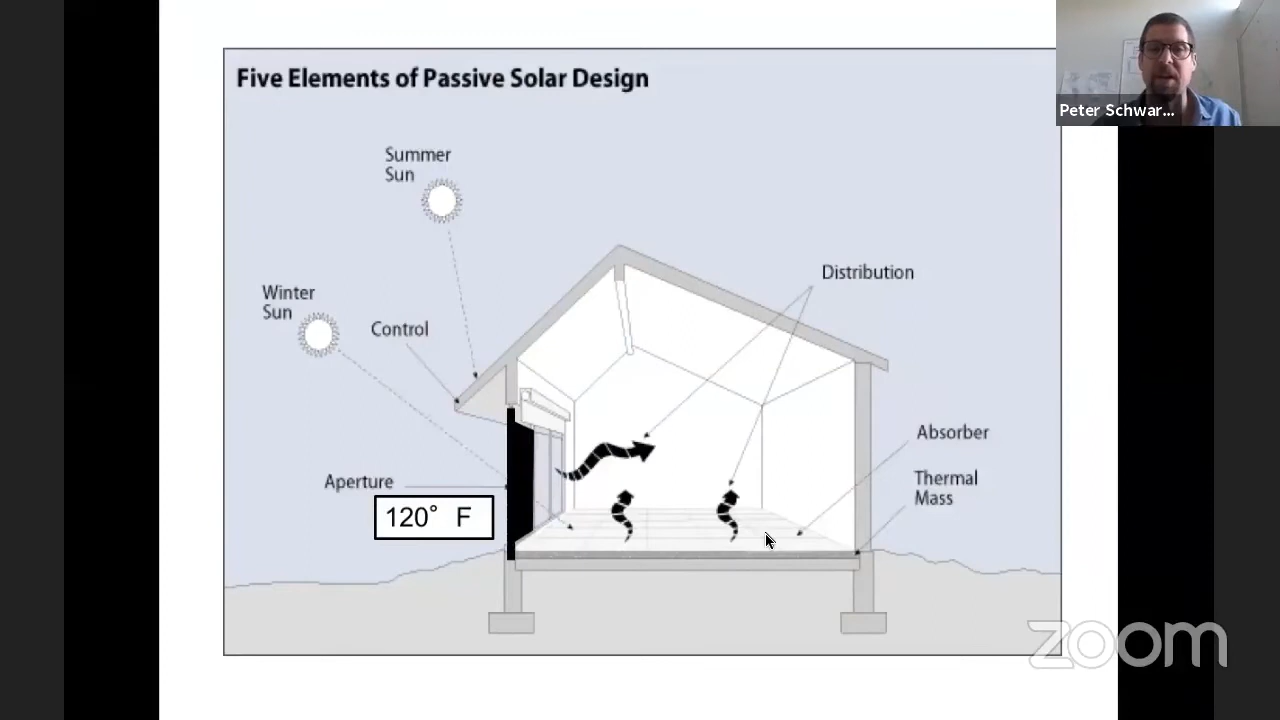 Five Elements of Passive Solar Design
Peter Schwar...
Summer
Sun
Winter
Sun
Control
Distribution
Absorber
Thermal
Mass
Aperture
120° F
zoom